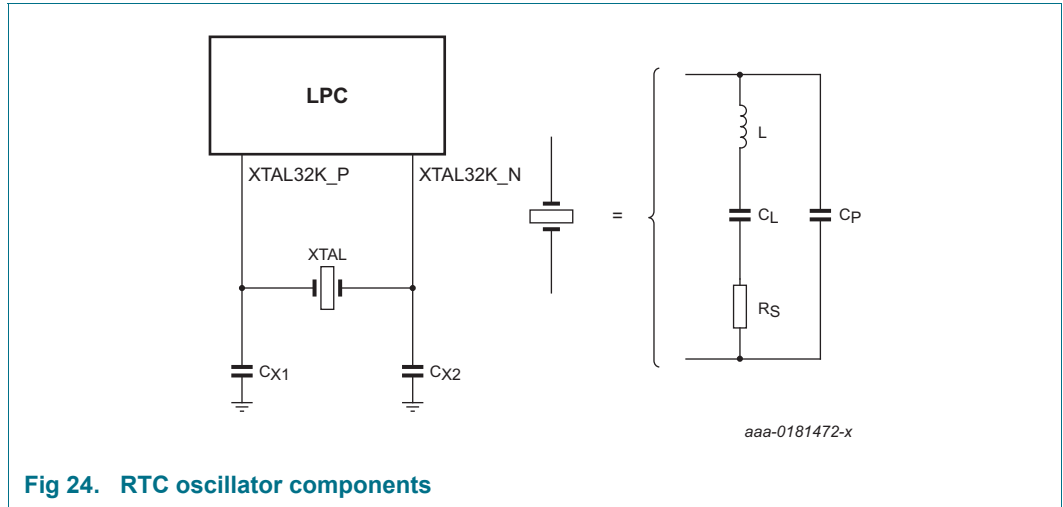 LPC
XTAL32K_P
XTAL32K_N
XTAL
CX1
CX2
=
L
CL
CP
RS
aaa-0181472-x
Fig 24. RTC oscillator components